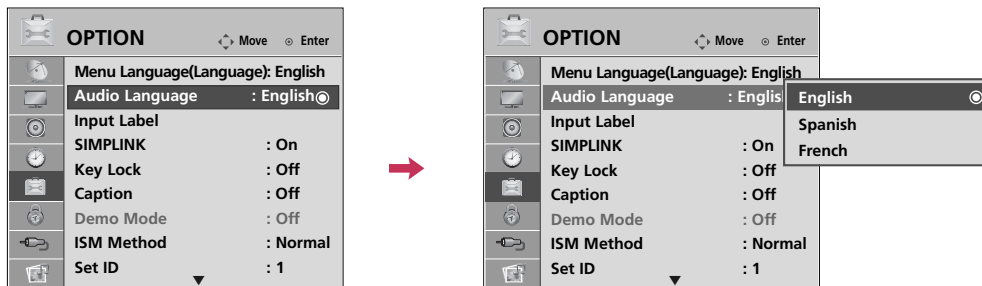 OPTION Move Enter
Menu Language(Language): English
Audio Language : English
Input Label
SIMPLINK : On
Key Lock : Off
Caption : Off
Demo Mode : Off
ISM Method : Normal
Set ID : 1
OPTION Move Enter
Menu Language(Language): English
Audio Language : Englis
Input Label
SIMPLINK : On
Key Lock : Off
Caption : Off
Demo Mode : Off
ISM Method : Normal
Set ID : 1
English
Spanish
French